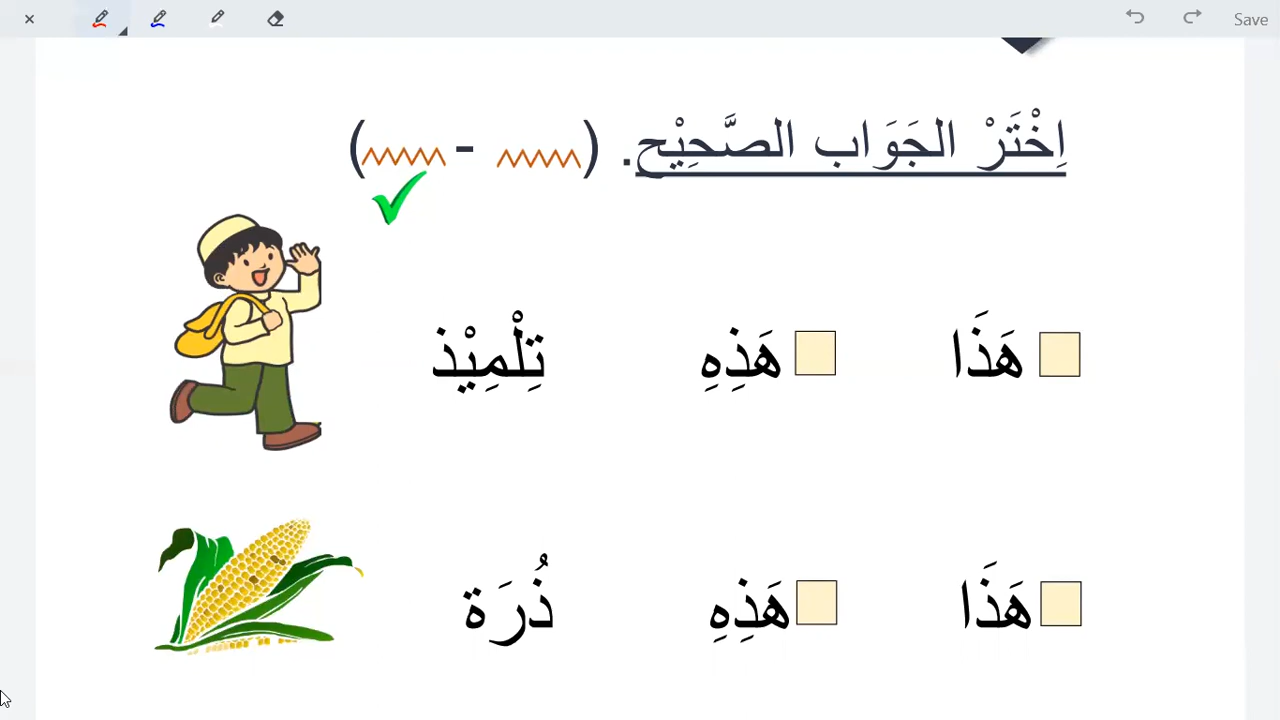 Save
اِخْتَرْ الجَوَاب الصَّحِيْح. ( - )
هَذَا هَذِهِ تِلْمِيْذ
هَذَا هَذِهِ ذُرَة